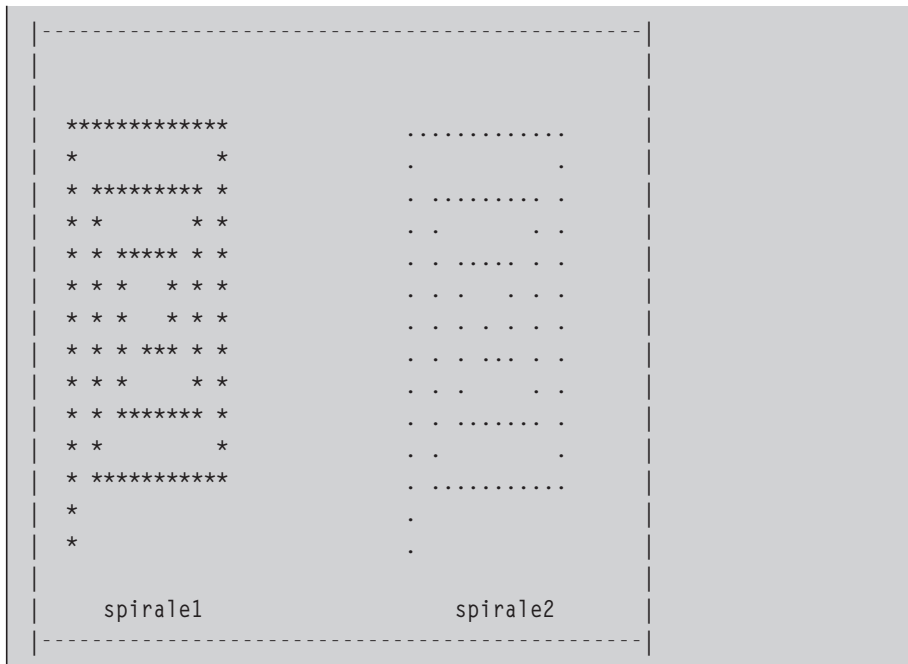 |------------------------------------------------|
|                                                |
|                                                |
|  *************              .............      |
|  *           *              .           .      |
|  * ********* *              . ......... .      |
|  * *       * *              . .       . .      |
|  * * ***** * *              . . ..... . .      |
|  * * *   * * *              . . .   . . .      |
|  * * *   * * *              . . . . . . .      |
|  * * * *** * *              . . . ... . .      |
|  * * *     * *              . . .     . .      |
|  * * ******* *              . . ....... .      |
|  * *         *              . .         .      |
|  * ***********              . ...........      |
|  *                          .                  |
|  *                          .                  |
|                                                |
|     spirale1                    spirale2       |
|------------------------------------------------|